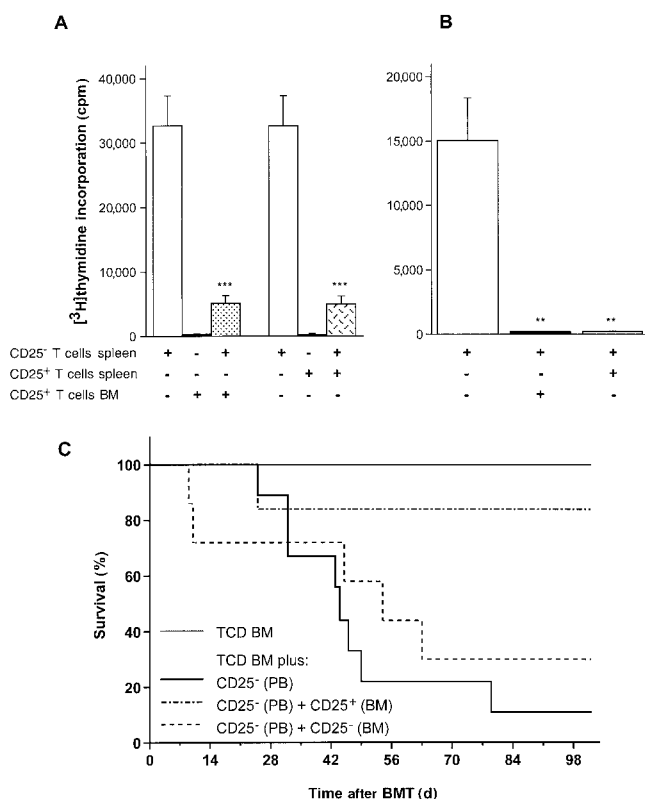 A
B
[3H]thymidine incorporation (cpm)
40,000
30,000
20,000
10,000
0
*** ***
20,000
15,000
10,000
5,000
0
** **
CD25- T cells spleen + - + + - + + + +
CD25+ T cells spleen - - - - + + - - +
CD25+ T cells BM - + + - - - - + -
C
Survival (%)
100
80
60
40
20
0
TCD BM
TCD BM plus:
CD25- (PB)
CD25- (PB) + CD25+ (BM)
CD25- (PB) + CD25- (BM)
0 14 28 42 56 70 84 98
Time after BMT (d)